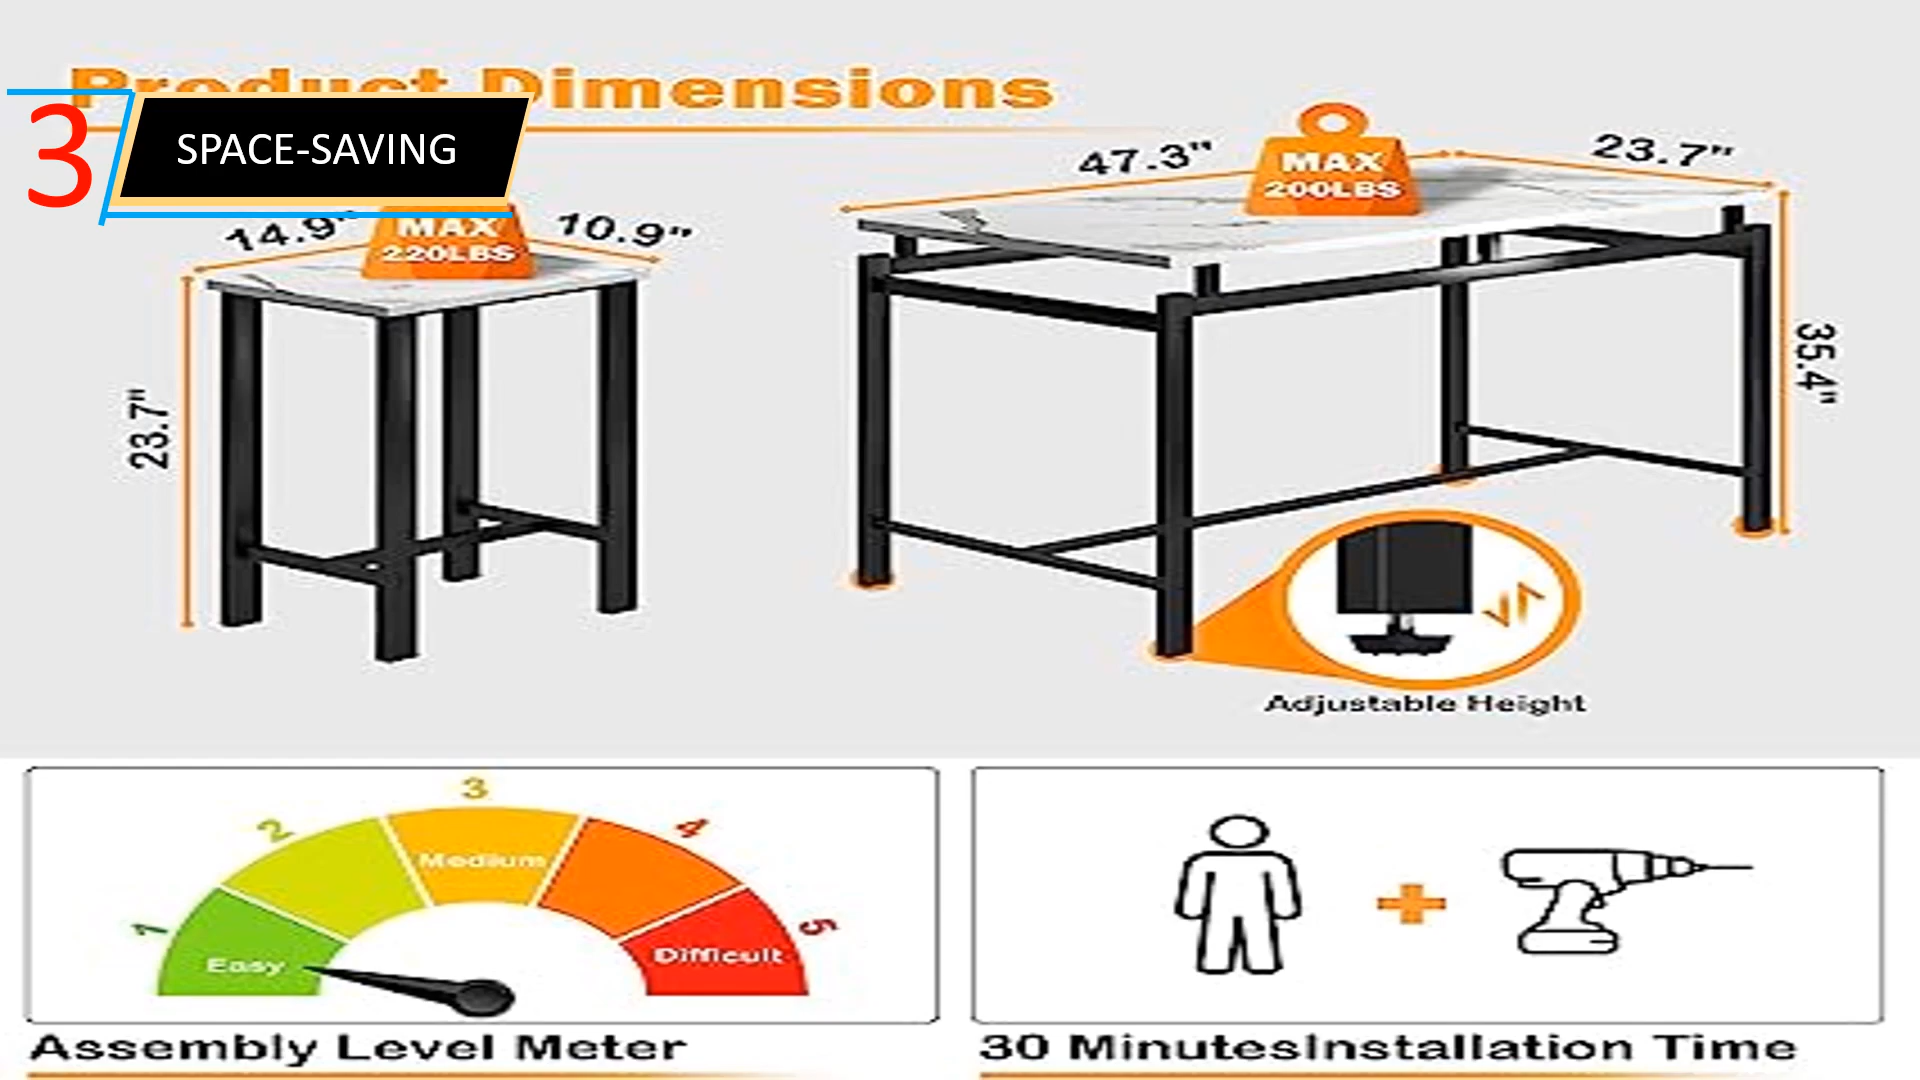 Product Dimensions
3
SPACE-SAVING
47.3"
23.7"
MAX
200LBS
14.9"
10.9"
MAX
220LBS
23.7"
35.4"
Adjustable Height
1
2
3
4
5
Easy
Medium
Difficult
Assembly Level Meter
30 MinutesInstallation Time